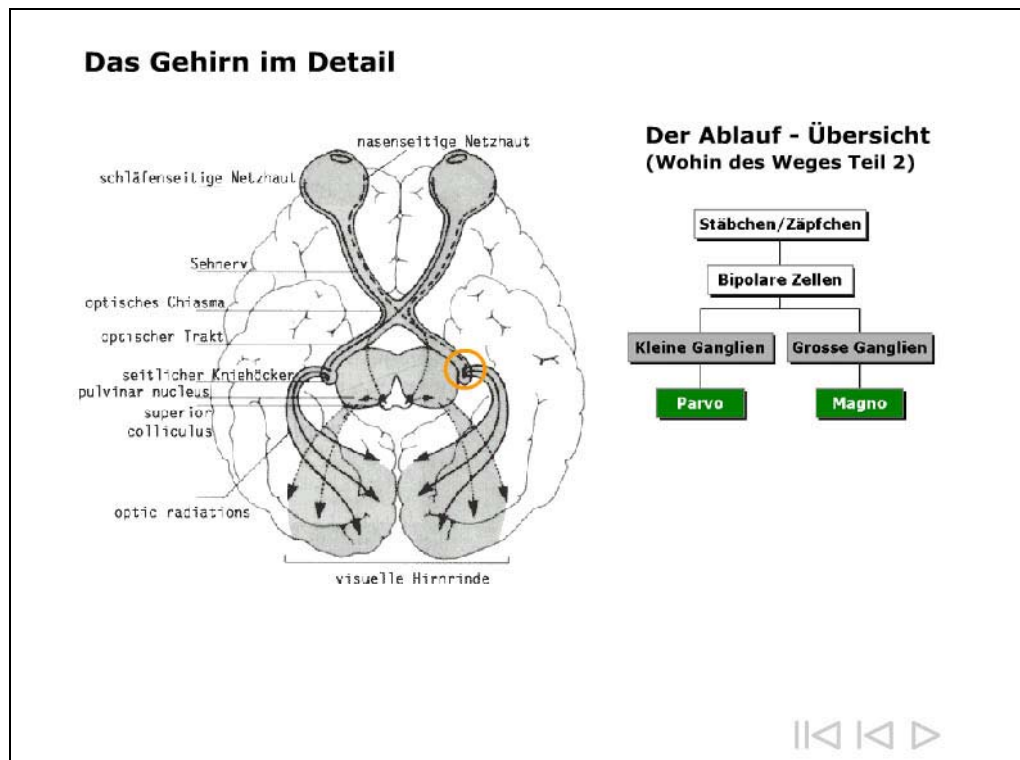 Das Gehirn im Detail
nasenseitige Netzhaut
schläfenseitige Netzhaut
Sehnerv
optisches Chiasma
optischer Trakt
seitlicher Kniehöcker
pulvinar nucleus
superior
colliculus
optic radiations
visuelle Hirnrinde
Der Ablauf - Übersicht
(Wohin des Weges Teil 2)
Stäbchen/Zäpfchen
Bipolare Zellen
Kleine Ganglien
Grosse Ganglien
Parvo
Magno